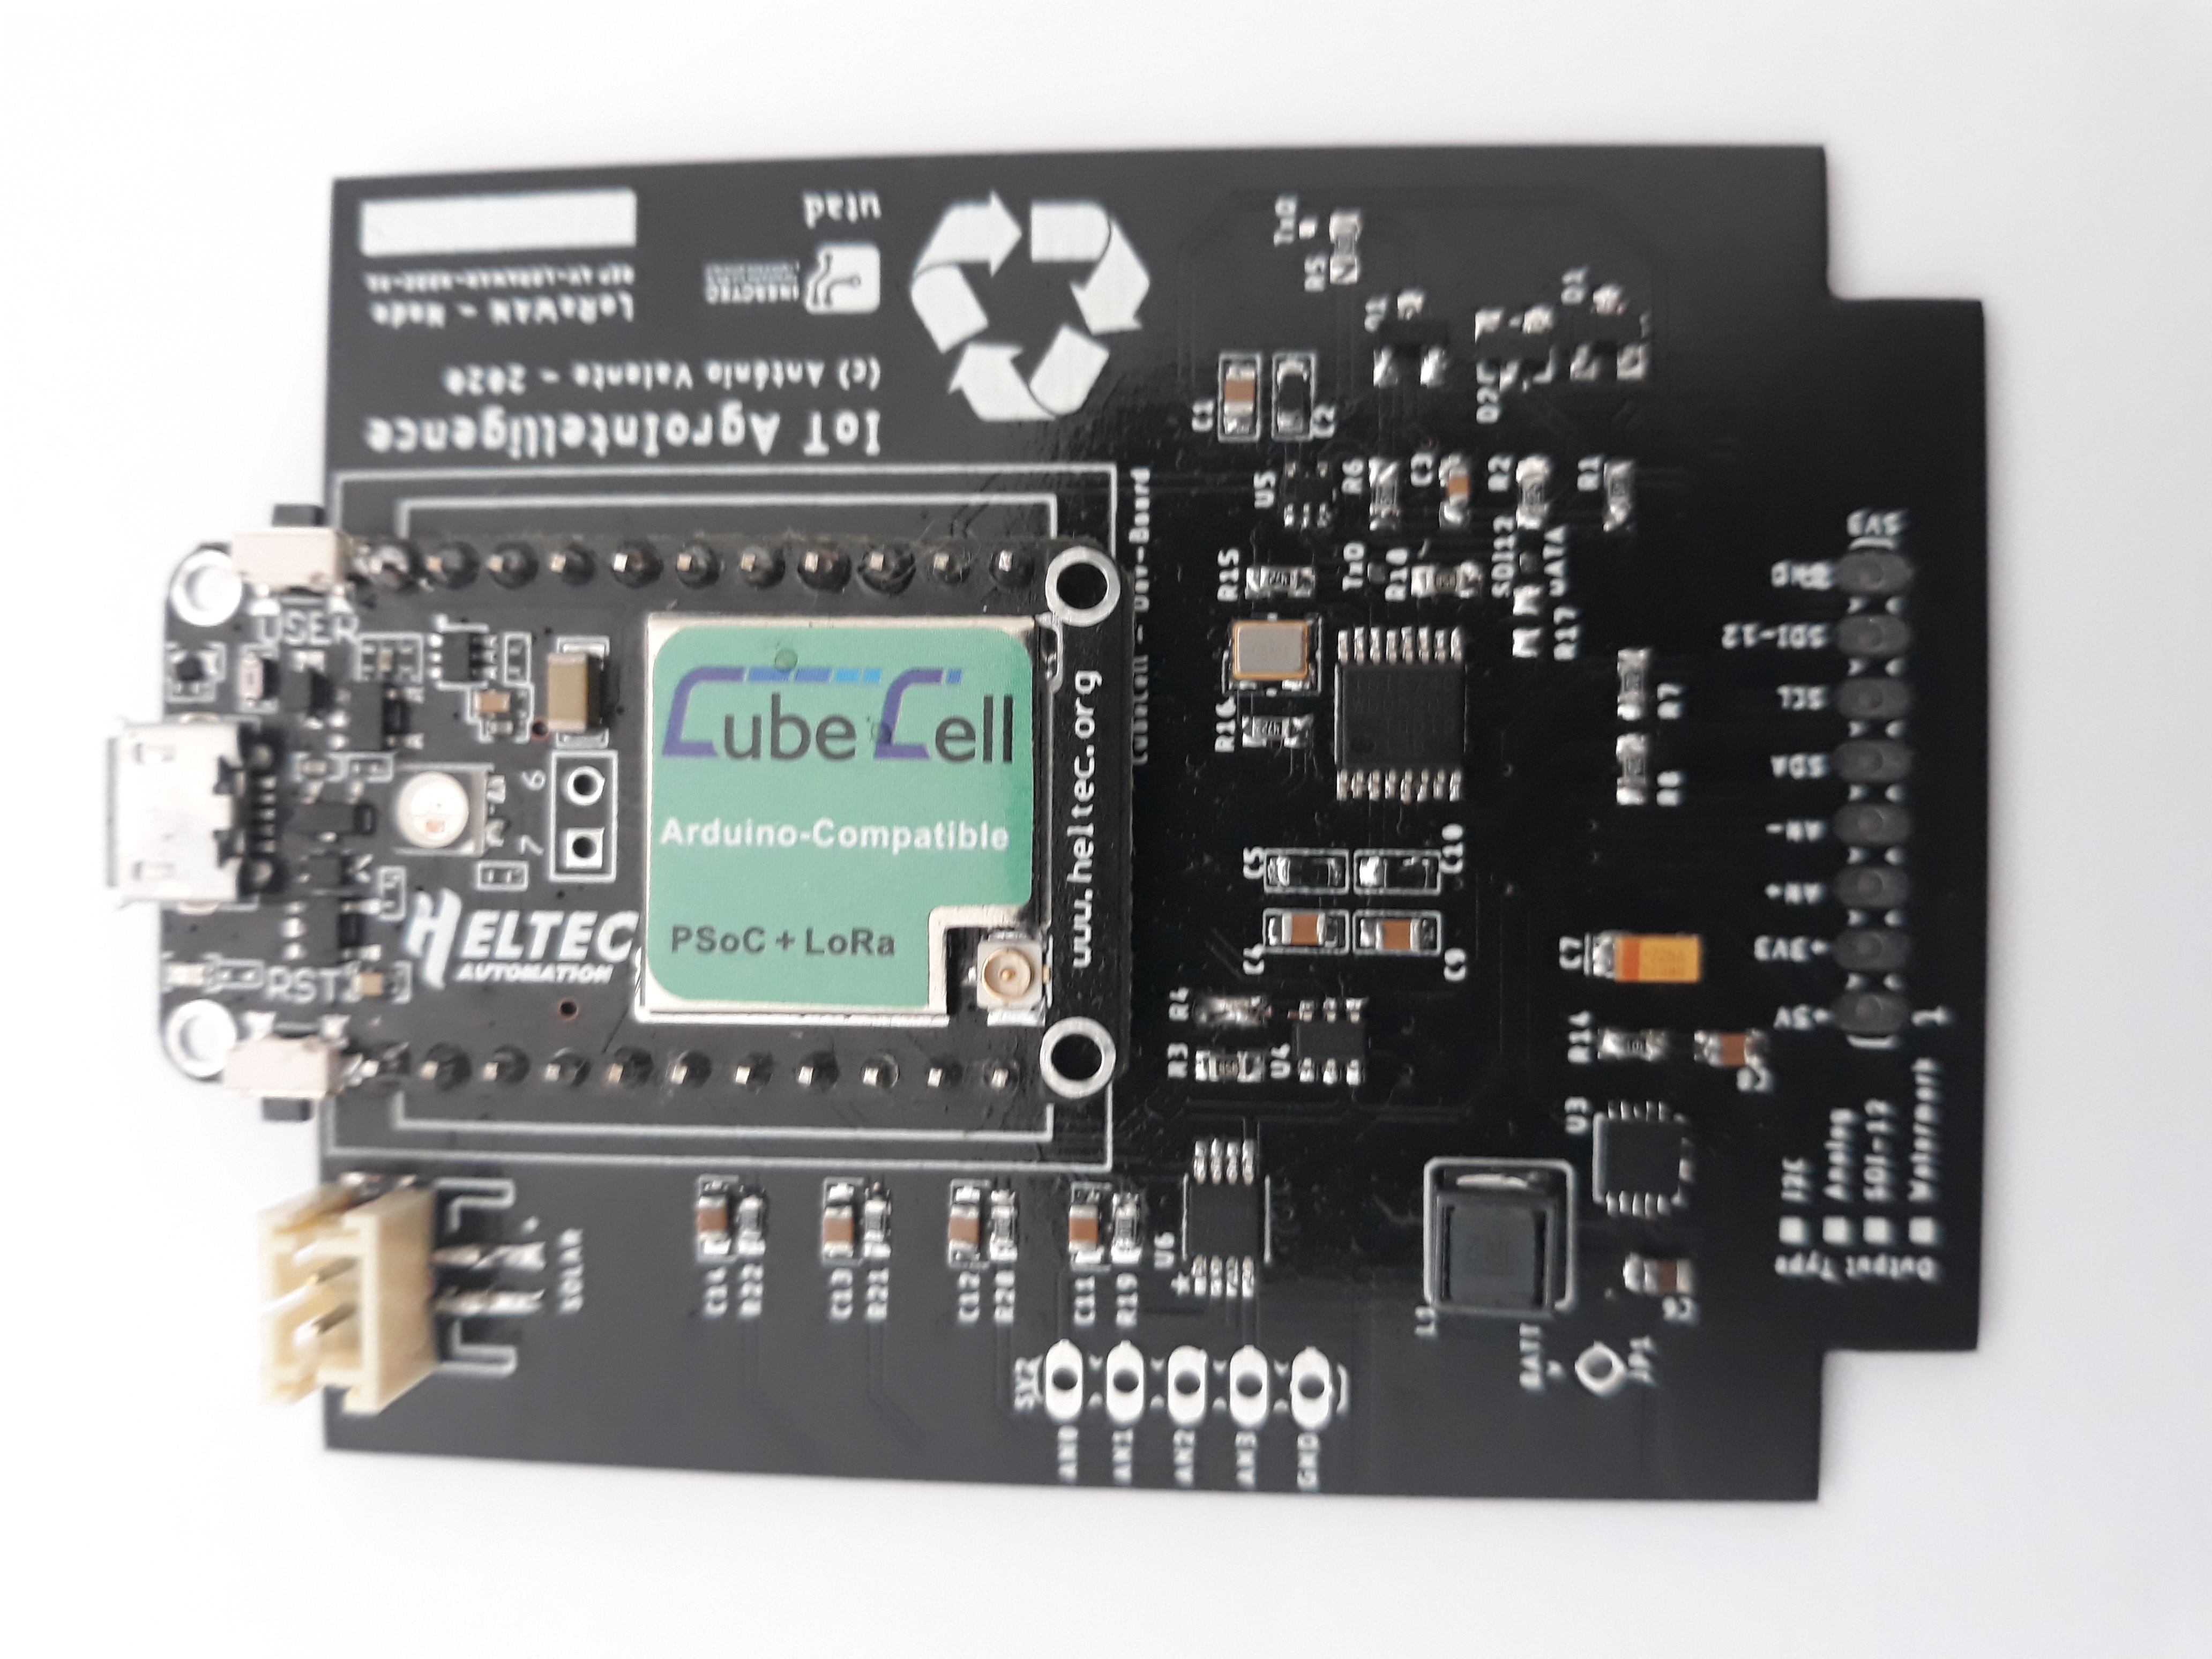 RST
USER
HELTEC
AUTOMATION
7 6
SOLAR
CubeCell
Arduino-Compatible
PSoC+LoRa
www.heltec.org
CubeCell - Dev-Board
IoT AgroIntelligence
(c) António Valente - 2020
LoRaWAN - Node
INESCTEC
utad
C14
R22
C13
R21
C12
R20
C11
R19
U6
SV2
AN0
AN1
AN2
AN3
GND
R3 R4
U4
C4 C5
C9 C10
R16 R15
U5
C1
C2
TxD
R5
TxD
R6
R18
C3
Q1
SDI12
R2
D2
R17
DATA
R1
D1
L1
BATT
JP1
U3
R14
C7
C6
C8
R8 R7
Output Type
I2C
Analog
SDI-12
Watermark
+5V
+3V3
AN+
AN-
SDA
SCL
SDI-12
GND
1
SV3